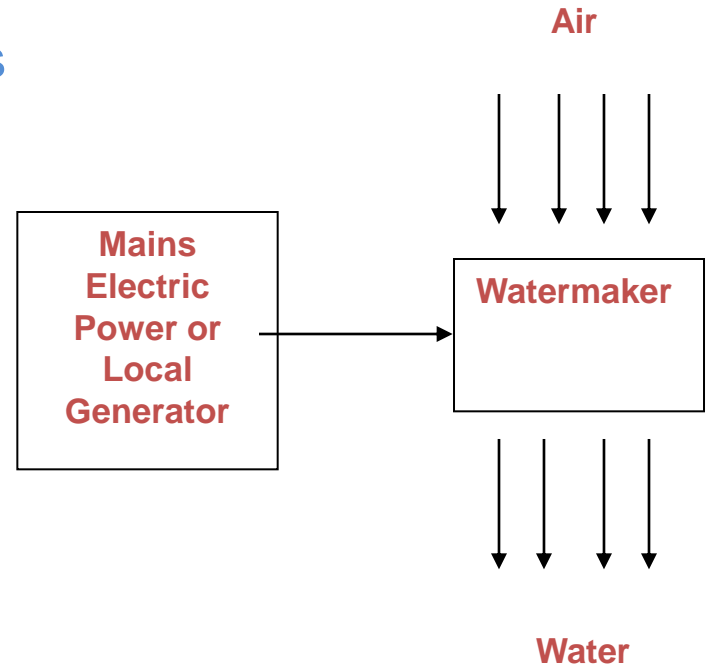 s
Air
Mains
Electric
Power or
Local
Generator
Watermaker
Water